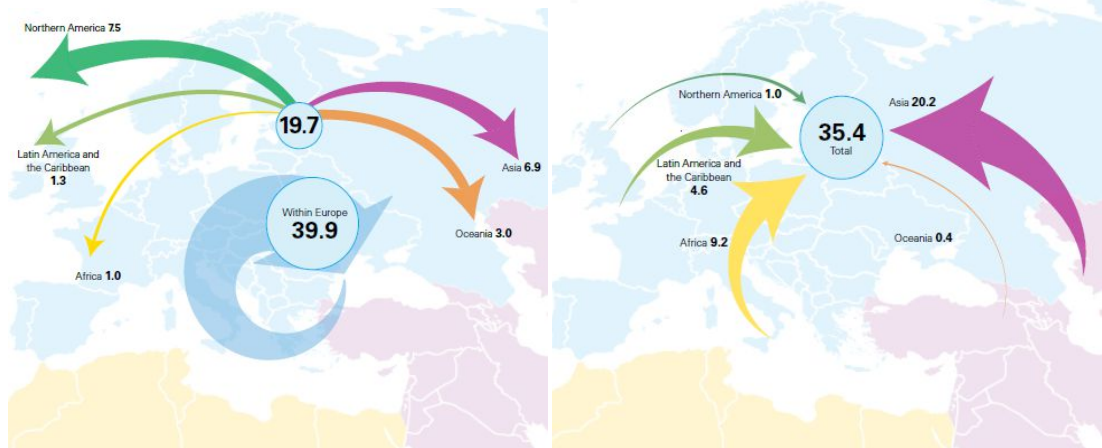 Northern America 7.5
19.7
Latin America and
the Caribbean
1.3
Asia 6.9
Within Europe
39.9
Oceania 3.0
Africa 1.0
Northern America 1.0
Asia 20.2
35.4
Total
Latin America and
the Caribbean
4.6
Africa 9.2
Oceania 0.4